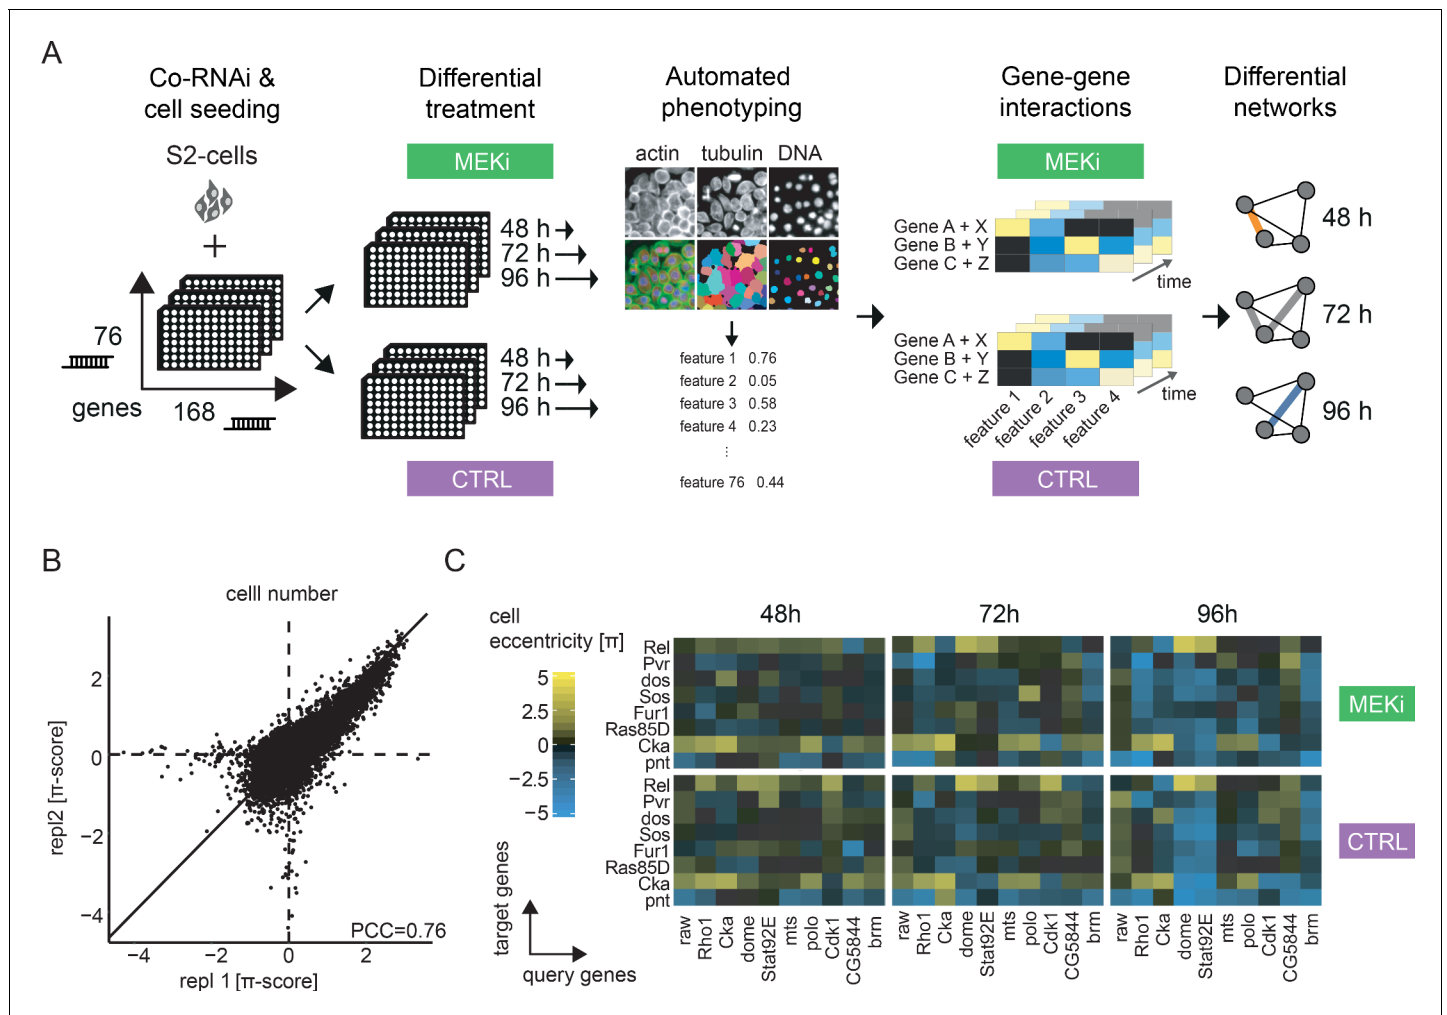 A
Co-RNAi &
cell seeding
S2-cells
+
76
genes
168
Differential
treatment
MEKi
48 h
72 h
96 h
48 h
72 h
96 h
CTRL
Automated
phenotyping
actin tubulin DNA
feature 1 0.76
feature 2 0.05
feature 3 0.58
feature 4 0.23
⋮
feature 76 0.44
Gene-gene
interactions
MEKi
Gene A + X
Gene B + Y
Gene C + Z
time
Gene A + X
Gene B + Y
Gene C + Z
time
feature 1
feature 2
feature 3
feature 4
CTRL
Differential
networks
48 h
72 h
96 h
B
celll number
repl2 [π-score]
2
0
−2
−4
−4 0 2
PCC=0.76
repl 1 [π-score]
C
cell
eccentricity [π]
5
2.5
0
−2.5
−5
target genes
query genes
48h 72h 96h
Rel
Pvr
dos
Sos
Fur1
Ras85D
Cka
pnt
MEKi
Rel
Pvr
dos
Sos
Fur1
Ras85D
Cka
pnt
CTRL
raw Rho1 Cka dome Stat92E mts polo Cdk1 CG5844 brm
raw Rho1 Cka dome Stat92E mts polo Cdk1 CG5844 brm
raw Rho1 Cka dome Stat92E mts polo Cdk1 CG5844 brm